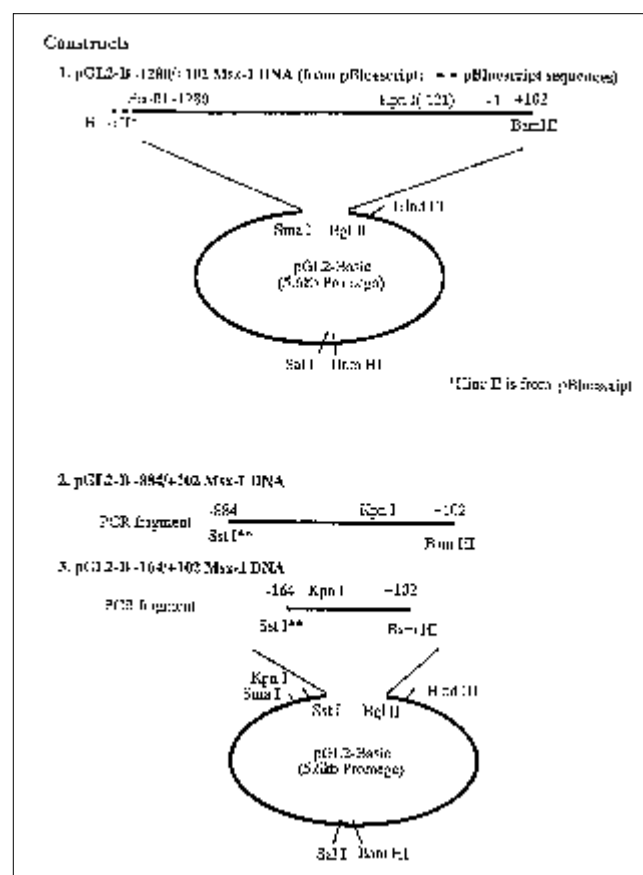 Constructs
1. pGL2-B -1280/+102 Msx-1 DNA (from pBluescript; pBluescript sequences)
-1280 Kpn I -1 +102
Bam HI
Hind III
Sma I Bgl II
pGL2-Basic
(5.6kb Promega)
Sal I Bam HI
*Hinc II is from pBluescript
2. pGL2-B -884/+102 Msx-1 DNA
-884 Kpn I +102
PCR fragment
Sst I** Bam HI
3. pGL2-B -164/+102 Msx-1 DNA
-164 Kpn I +102
PCR fragment
Sst I** Bam HI
Kpn I
Sma I Hind III
Sst I Bgl II
pGL2-Basic
(5.6kb Promega)
Sal I Bam HI